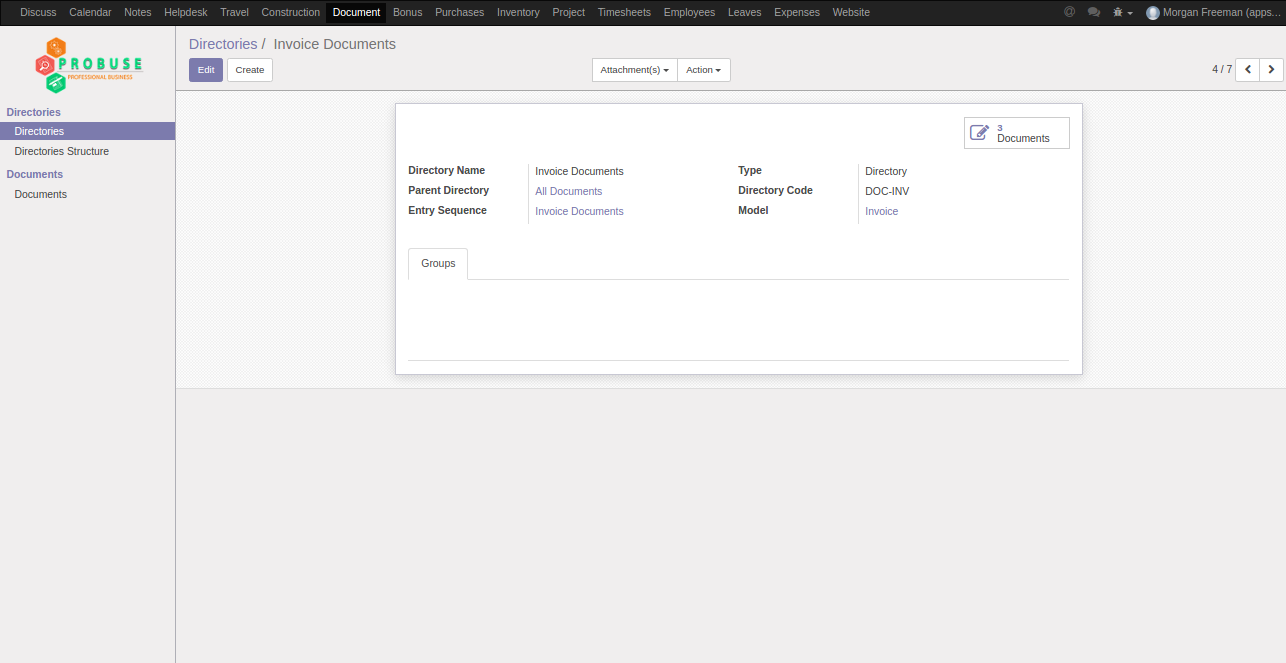 Discuss Calendar Notes Helpdesk Travel Construction Document Bonus Purchases Inventory Project Timesheets Employees Leaves Expenses Website @ Morgan Freeman (apps...
PROBUSE
PROFESSIONAL BUSINESS
Directories
Directories
Directories Structure
Documents
Documents
Directories / Invoice Documents
Edit Create Attachment(s) Action 4 / 7
3
Documents
Directory Name Invoice Documents Type Directory
Parent Directory All Documents Directory Code DOC-INV
Entry Sequence Invoice Documents Model Invoice
Groups